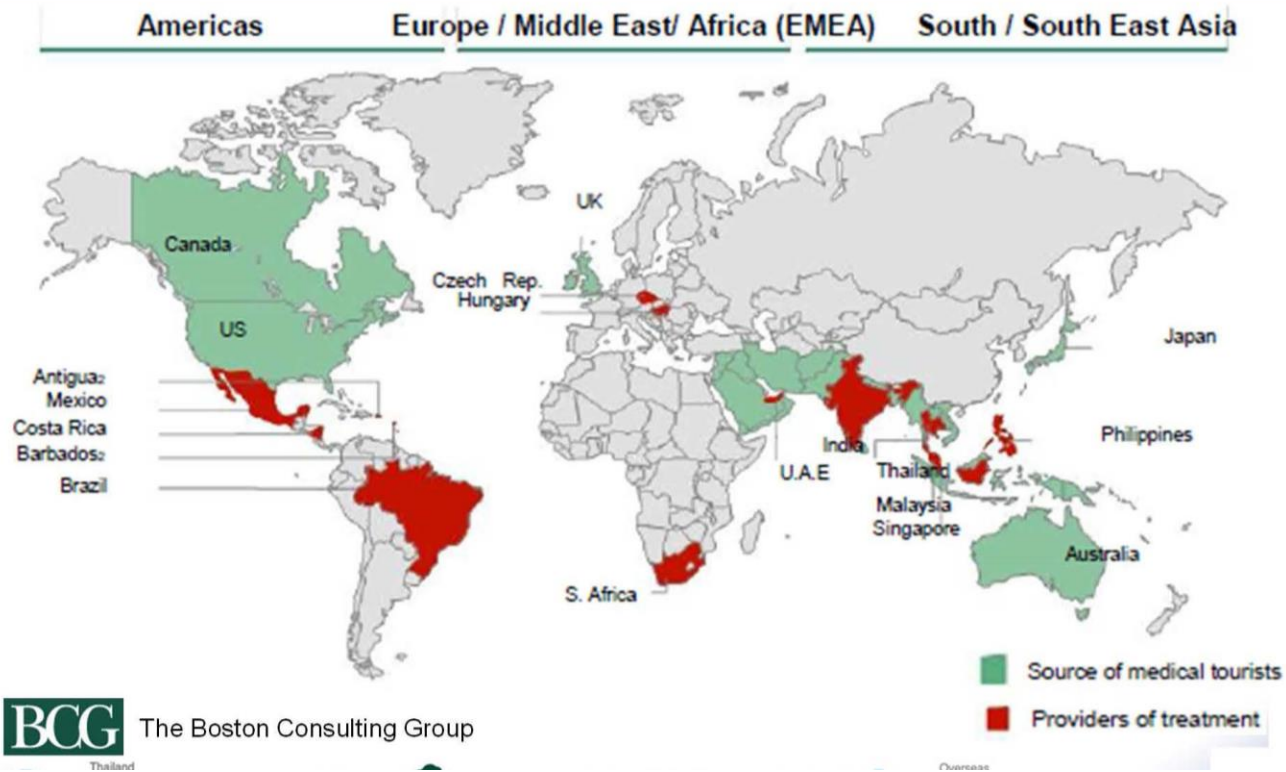 Americas
Europe / Middle East/ Africa (EMEA)
South / South East Asia
UK
Canada
Czech Rep.
Hungary
US
Japan
Antigua2
Mexico
Costa Rica
Barbados2
Brazil
Philippines
India
U.A.E
Thailand
Malaysia
Singapore
Australia
S. Africa
Source of medical tourists
Providers of treatment
BCG The Boston Consulting Group
Thailand
Overseas